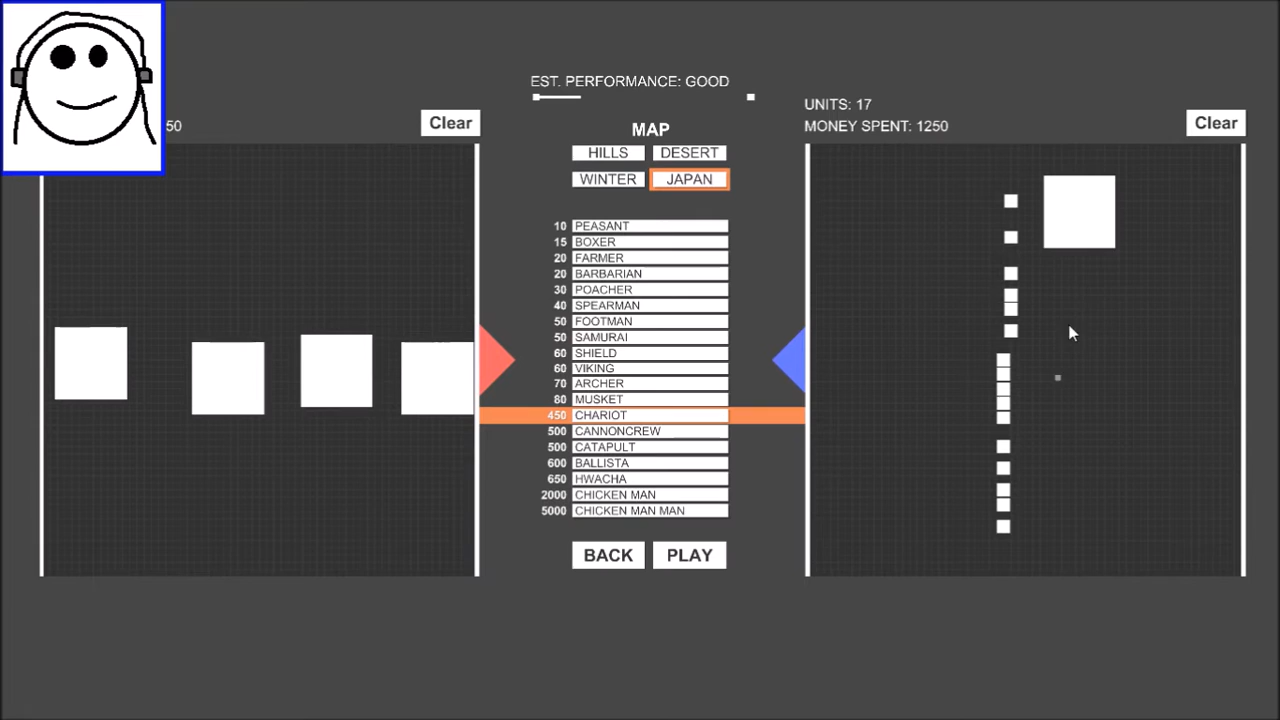 EST. PERFORMANCE: GOOD
50
Clear
MAP
HILLS DESERT
WINTER JAPAN
10 PEASANT
15 BOXER
20 FARMER
20 BARBARIAN
30 POACHER
40 SPEARMAN
50 FOOTMAN
50 SAMURAI
60 SHIELD
60 VIKING
70 ARCHER
80 MUSKET
450 CHARIOT
500 CANNONCREW
500 CATAPULT
600 BALLISTA
650 HWACHA
2000 CHICKEN MAN
5000 CHICKEN MAN MAN
BACK PLAY
UNITS: 17
MONEY SPENT: 1250
Clear